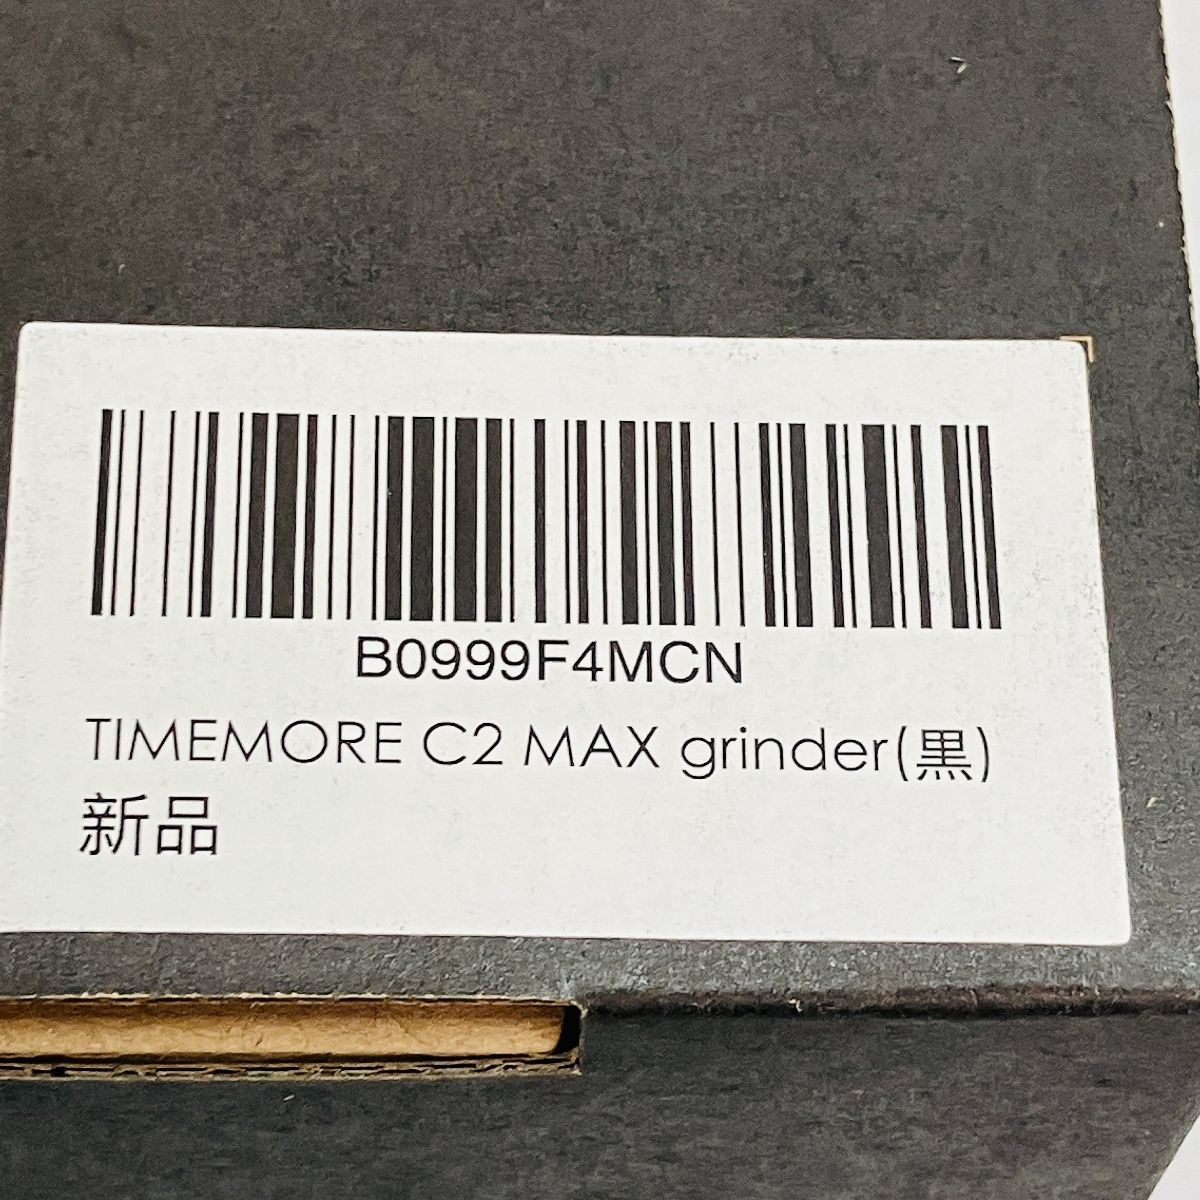 B0999F4MCN
TIMEMORE C2 MAX grinder(黒)
新品